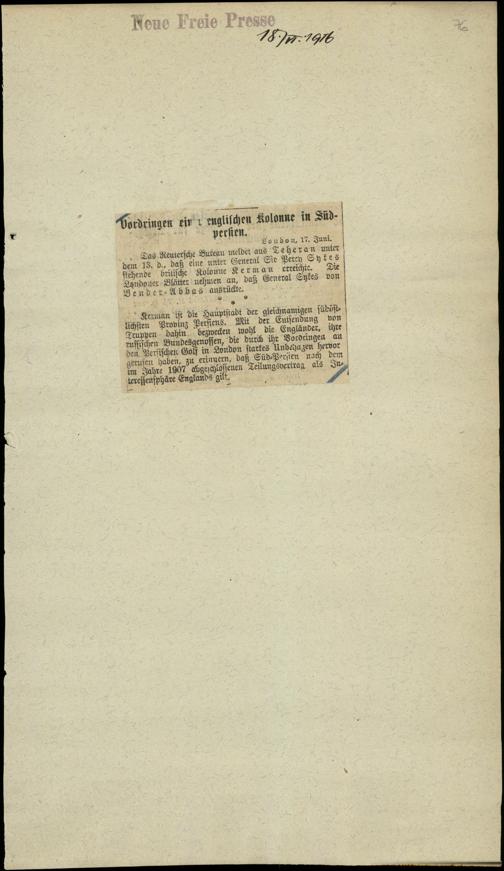 Neue Freie Presse
18./VI. 1916
76
Vordringen einer englischen Kolonne in Süd-
persien.
London, 17. Juni.
Das Reutersche Bureau meldet aus Teheran unter
dem 13. d., daß eine unter General Sir Percy Sykes
stehende britische Kolonne Kerman erreichte. Die
Londoner Blätter nehmen an, daß General Sykes von
Bender-Abbas ausrückte.
* * *
Kerman ist die Hauptstadt der gleichnamigen südöst-
lichsten Provinz Persiens. Mit der Entsendung von
Truppen dahin bezwecken wohl die Engländer, ihre
russischen Bundesgenossen, die durch ihr Vordringen an
den Persischen Golf in London starkes Unbehagen hervor
gerufen haben, zu erinnern, daß Süd-Persien nach dem
im Jahre 1907 abgeschlossenen Teilungsvertrag als In-
teressensphäre Englands gilt.